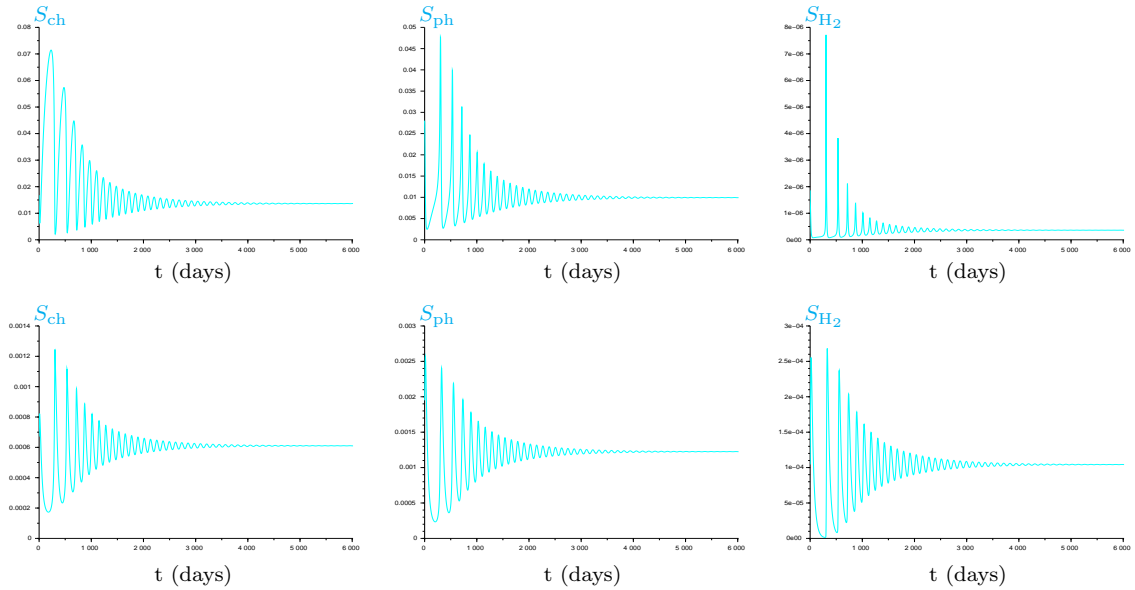 S_ch
0.08
0.07
0.06
0.05
0.04
0.03
0.02
0.01
0
0 1 000 2 000 3 000 4 000 5 000 6 000
t (days)
S_ph
0.05
0.045
0.04
0.035
0.03
0.025
0.02
0.015
0.01
0.005
0
0 1 000 2 000 3 000 4 000 5 000 6 000
t (days)
S_H₂
8e-06
7e-06
6e-06
5e-06
4e-06
3e-06
2e-06
1e-06
0e00
0 1 000 2 000 3 000 4 000 5 000 6 000
t (days)
S_ch
0.0014
0.0012
0.001
0.0008
0.0006
0.0004
0.0002
0
0 1 000 2 000 3 000 4 000 5 000 6 000
t (days)
S_ph
0.003
0.0025
0.002
0.0015
0.001
0.0005
0
0 1 000 2 000 3 000 4 000 5 000 6 000
t (days)
S_H₂
3e-04
2.5e-04
2e-04
1.5e-04
1e-04
5e-05
0e00
0 1 000 2 000 3 000 4 000 5 000 6 000
t (days)